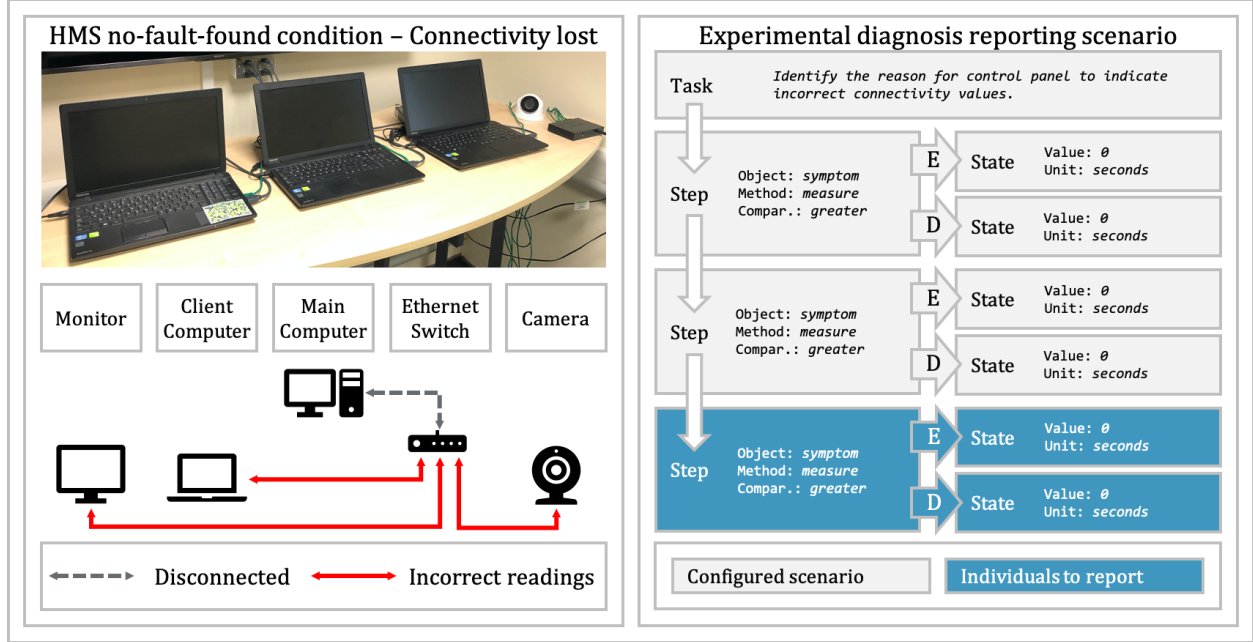 HMS no-fault-found condition – Connectivity lost
Monitor
Client
Computer
Main
Computer
Ethernet
Switch
Camera
Disconnected
Incorrect readings
Experimental diagnosis reporting scenario
Task
Identify the reason for control panel to indicate
incorrect connectivity values.
Step
Object: symptom
Method: measure
Compar.: greater
E
State
Value: 0
Unit: seconds
D
State
Value: 0
Unit: seconds
Step
Object: symptom
Method: measure
Compar.: greater
E
State
Value: 0
Unit: seconds
D
State
Value: 0
Unit: seconds
Step
Object: symptom
Method: measure
Compar.: greater
E
State
Value: 0
Unit: seconds
D
State
Value: 0
Unit: seconds
Configured scenario
Individuals to report